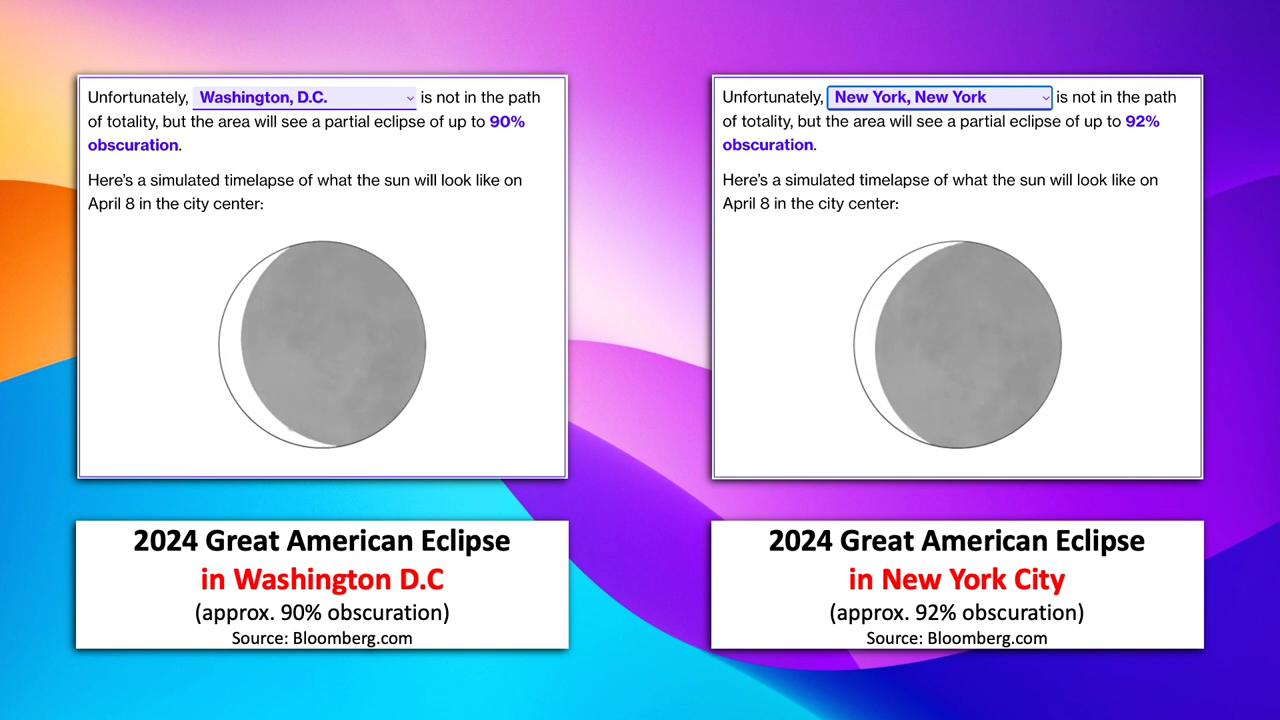 Unfortunately, Washington, D.C. is not in the path
of totality, but the area will see a partial eclipse of up to 90%
obscuration.
Here's a simulated timelapse of what the sun will look like on
April 8 in the city center:
2024 Great American Eclipse
in Washington D.C
(approx. 90% obscuration)
Source: Bloomberg.com
Unfortunately, New York, New York is not in the path
of totality, but the area will see a partial eclipse of up to 92%
obscuration.
Here's a simulated timelapse of what the sun will look like on
April 8 in the city center:
2024 Great American Eclipse
in New York City
(approx. 92% obscuration)
Source: Bloomberg.com